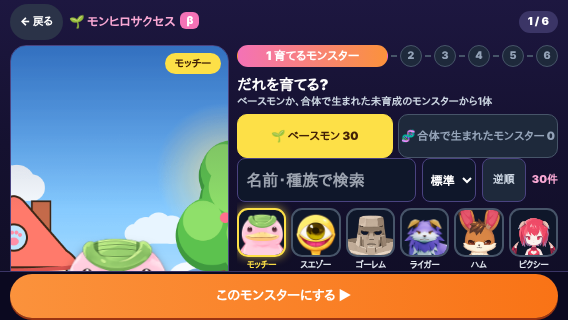 ← 戻る
🌱 モンヒロサクセス β
1 / 6
モッチー
1 育てるモンスター
2
3
4
5
6
だれを育てる?
ベースモンか、合体で生まれた未育成のモンスターから1体
🌱 ベースモン 30
🧬 合体で生まれたモンスター 0
名前・種族で検索
標準
逆順
30件
モッチー
スエゾー
ゴーレム
ライガー
ハム
ピクシー
このモンスターにする ▶